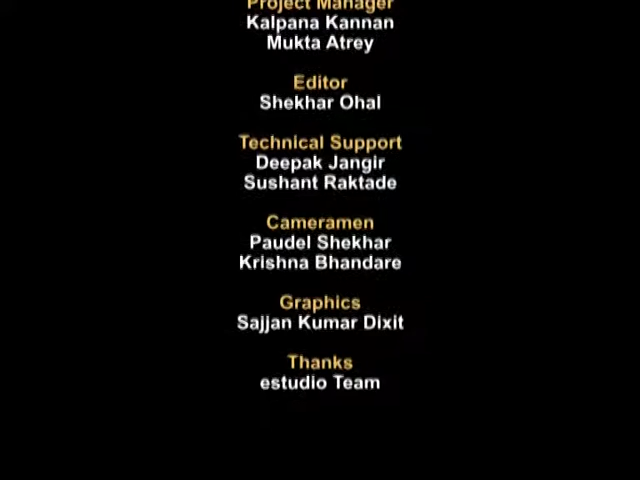 Project Manager
Kalpana Kannan
Mukta Atrey
Editor
Shekhar Ohal
Technical Support
Deepak Jangir
Sushant Raktade
Cameramen
Paudel Shekhar
Krishna Bhandare
Graphics
Sajjan Kumar Dixit
Thanks
estudio Team